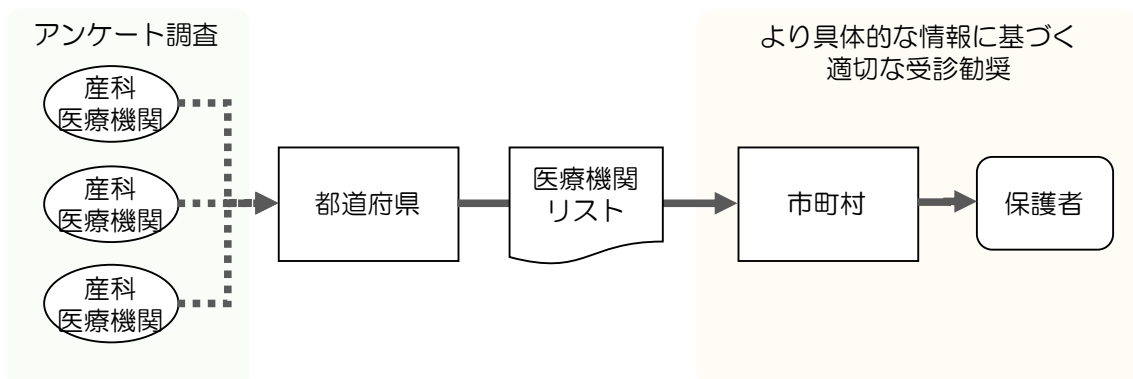 アンケート調査
産科
医療機関
産科
医療機関
産科
医療機関
都道府県
医療機関
リスト
より具体的な情報に基づく
適切な受診勧奨
市町村
保護者